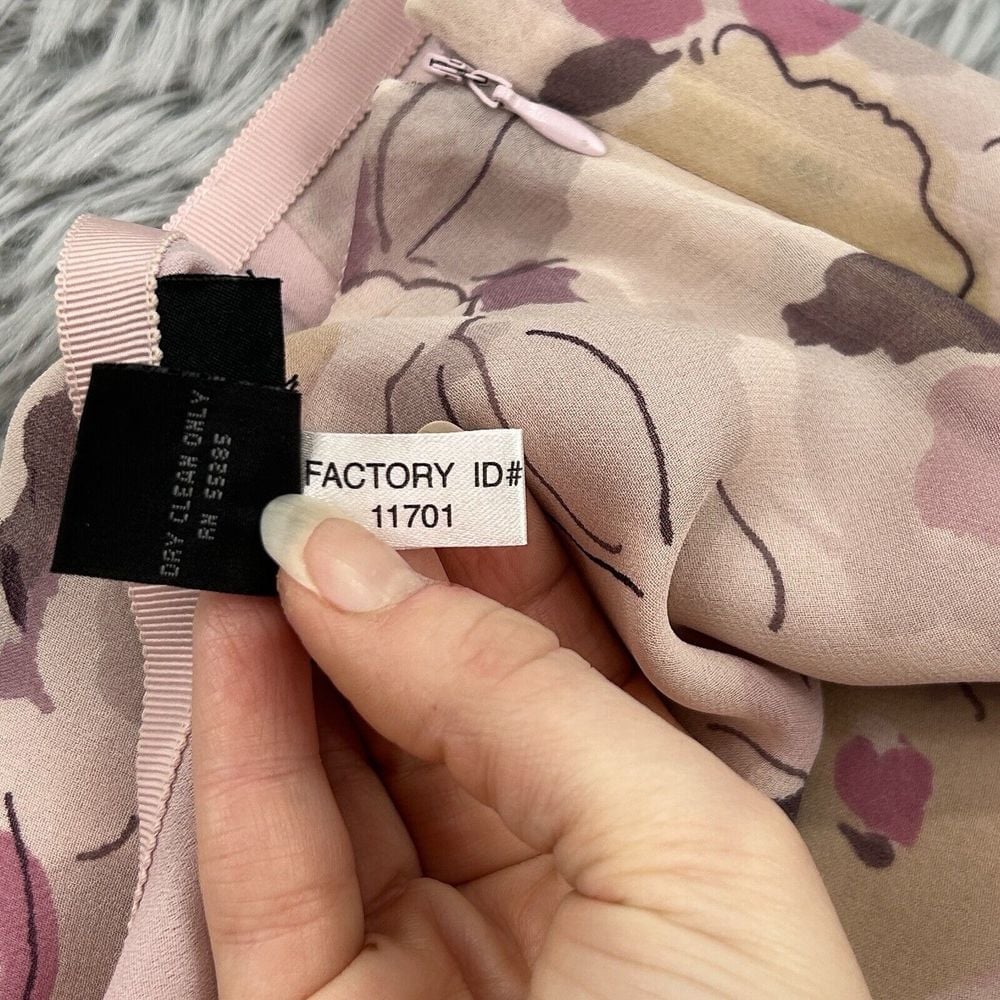 DRY CLEAN ONLY
RN 55285
FACTORY ID#
11701